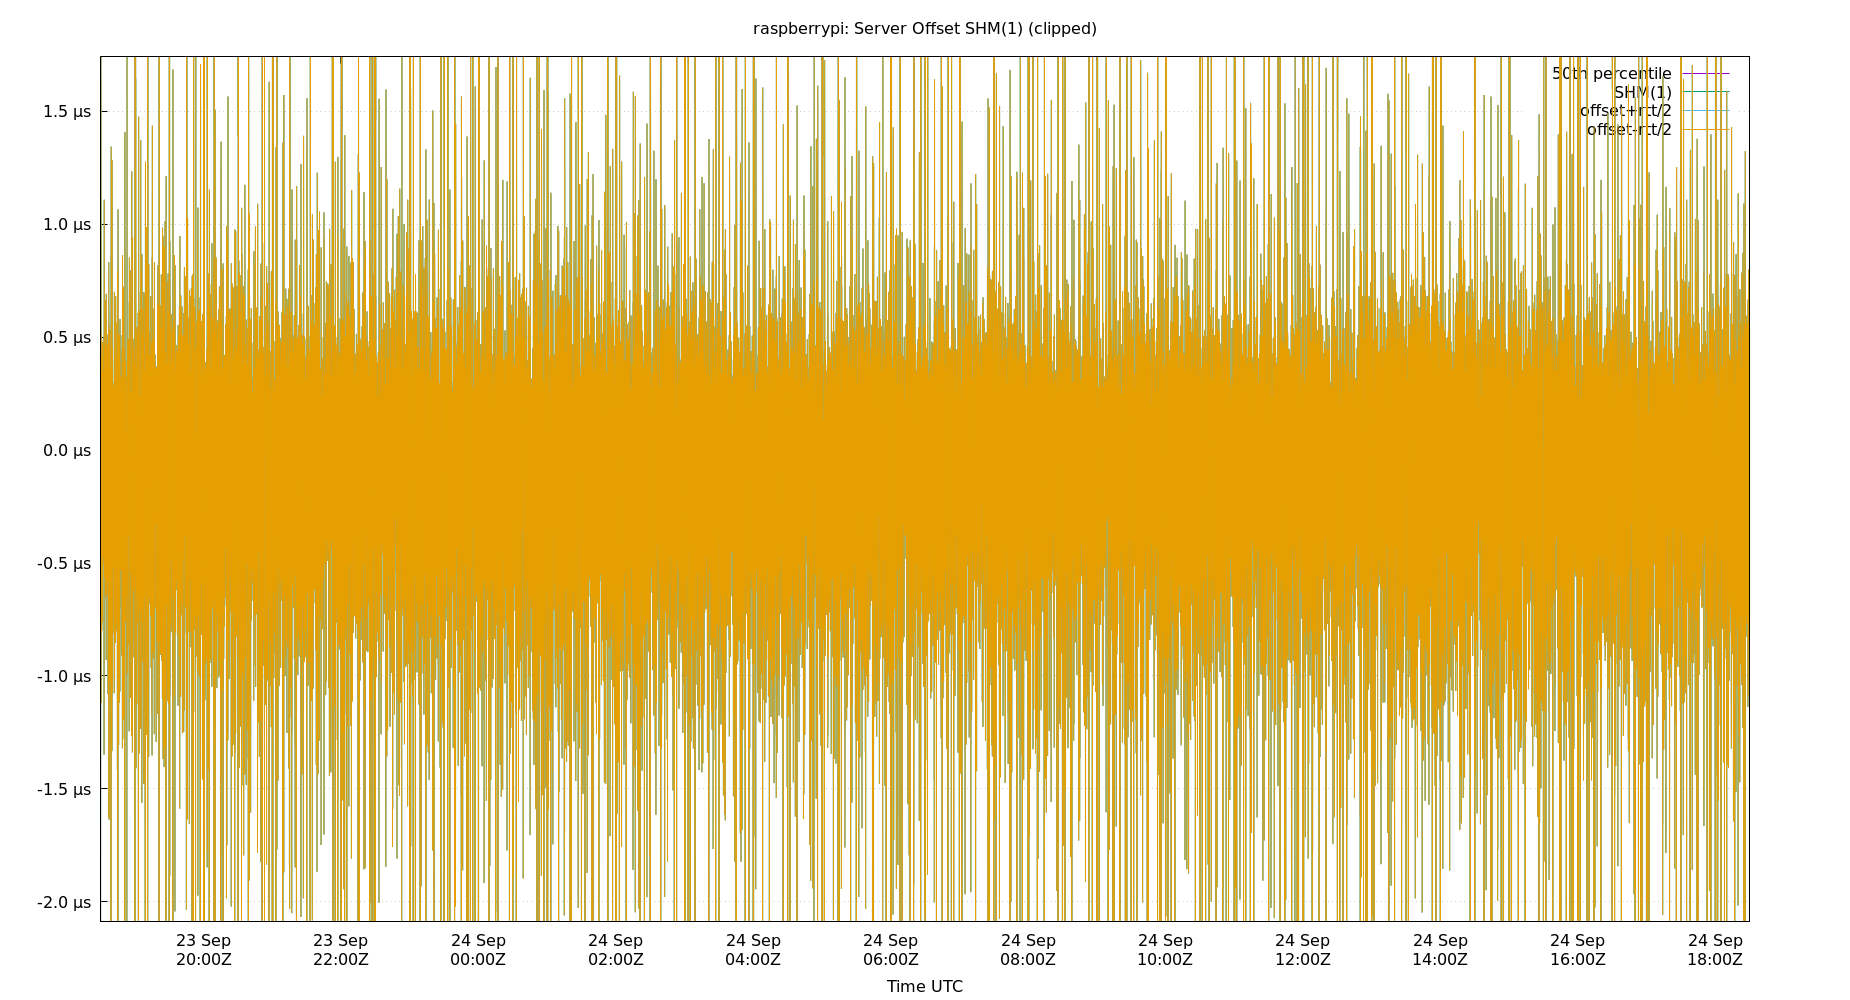 raspberrypi: Server Offset SHM(1) (clipped)
50th percentile
SHM(1)
offset+rtt/2
offset-rtt/2
1.5 µs
1.0 µs
0.5 µs
0.0 µs
-0.5 µs
-1.0 µs
-1.5 µs
-2.0 µs
23 Sep 23 Sep 24 Sep 24 Sep 24 Sep 24 Sep 24 Sep 24 Sep 24 Sep 24 Sep 24 Sep 24 Sep
20:00Z 22:00Z 00:00Z 02:00Z 04:00Z 06:00Z 08:00Z 10:00Z 12:00Z 14:00Z 16:00Z 18:00Z
Time UTC